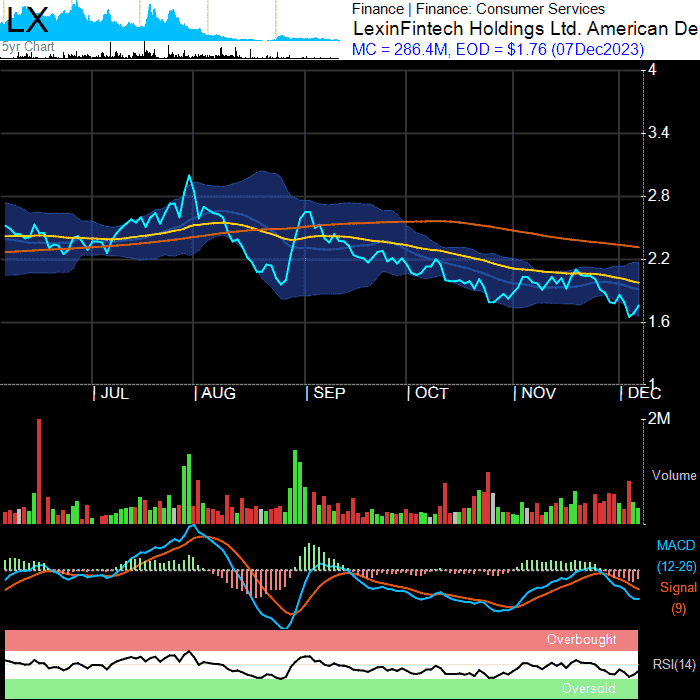 LX
5yr Chart
Finance | Finance: Consumer Services
LexinFintech Holdings Ltd. American De
MC = 286.4M, EOD = $1.76 (07Dec2023)
4
3.4
2.8
2.2
1.6
1
JUL
AUG
SEP
OCT
NOV
DEC
2M
Volume
MACD
(12-26)
Signal
(9)
Overbought
RSI(14)
Oversold